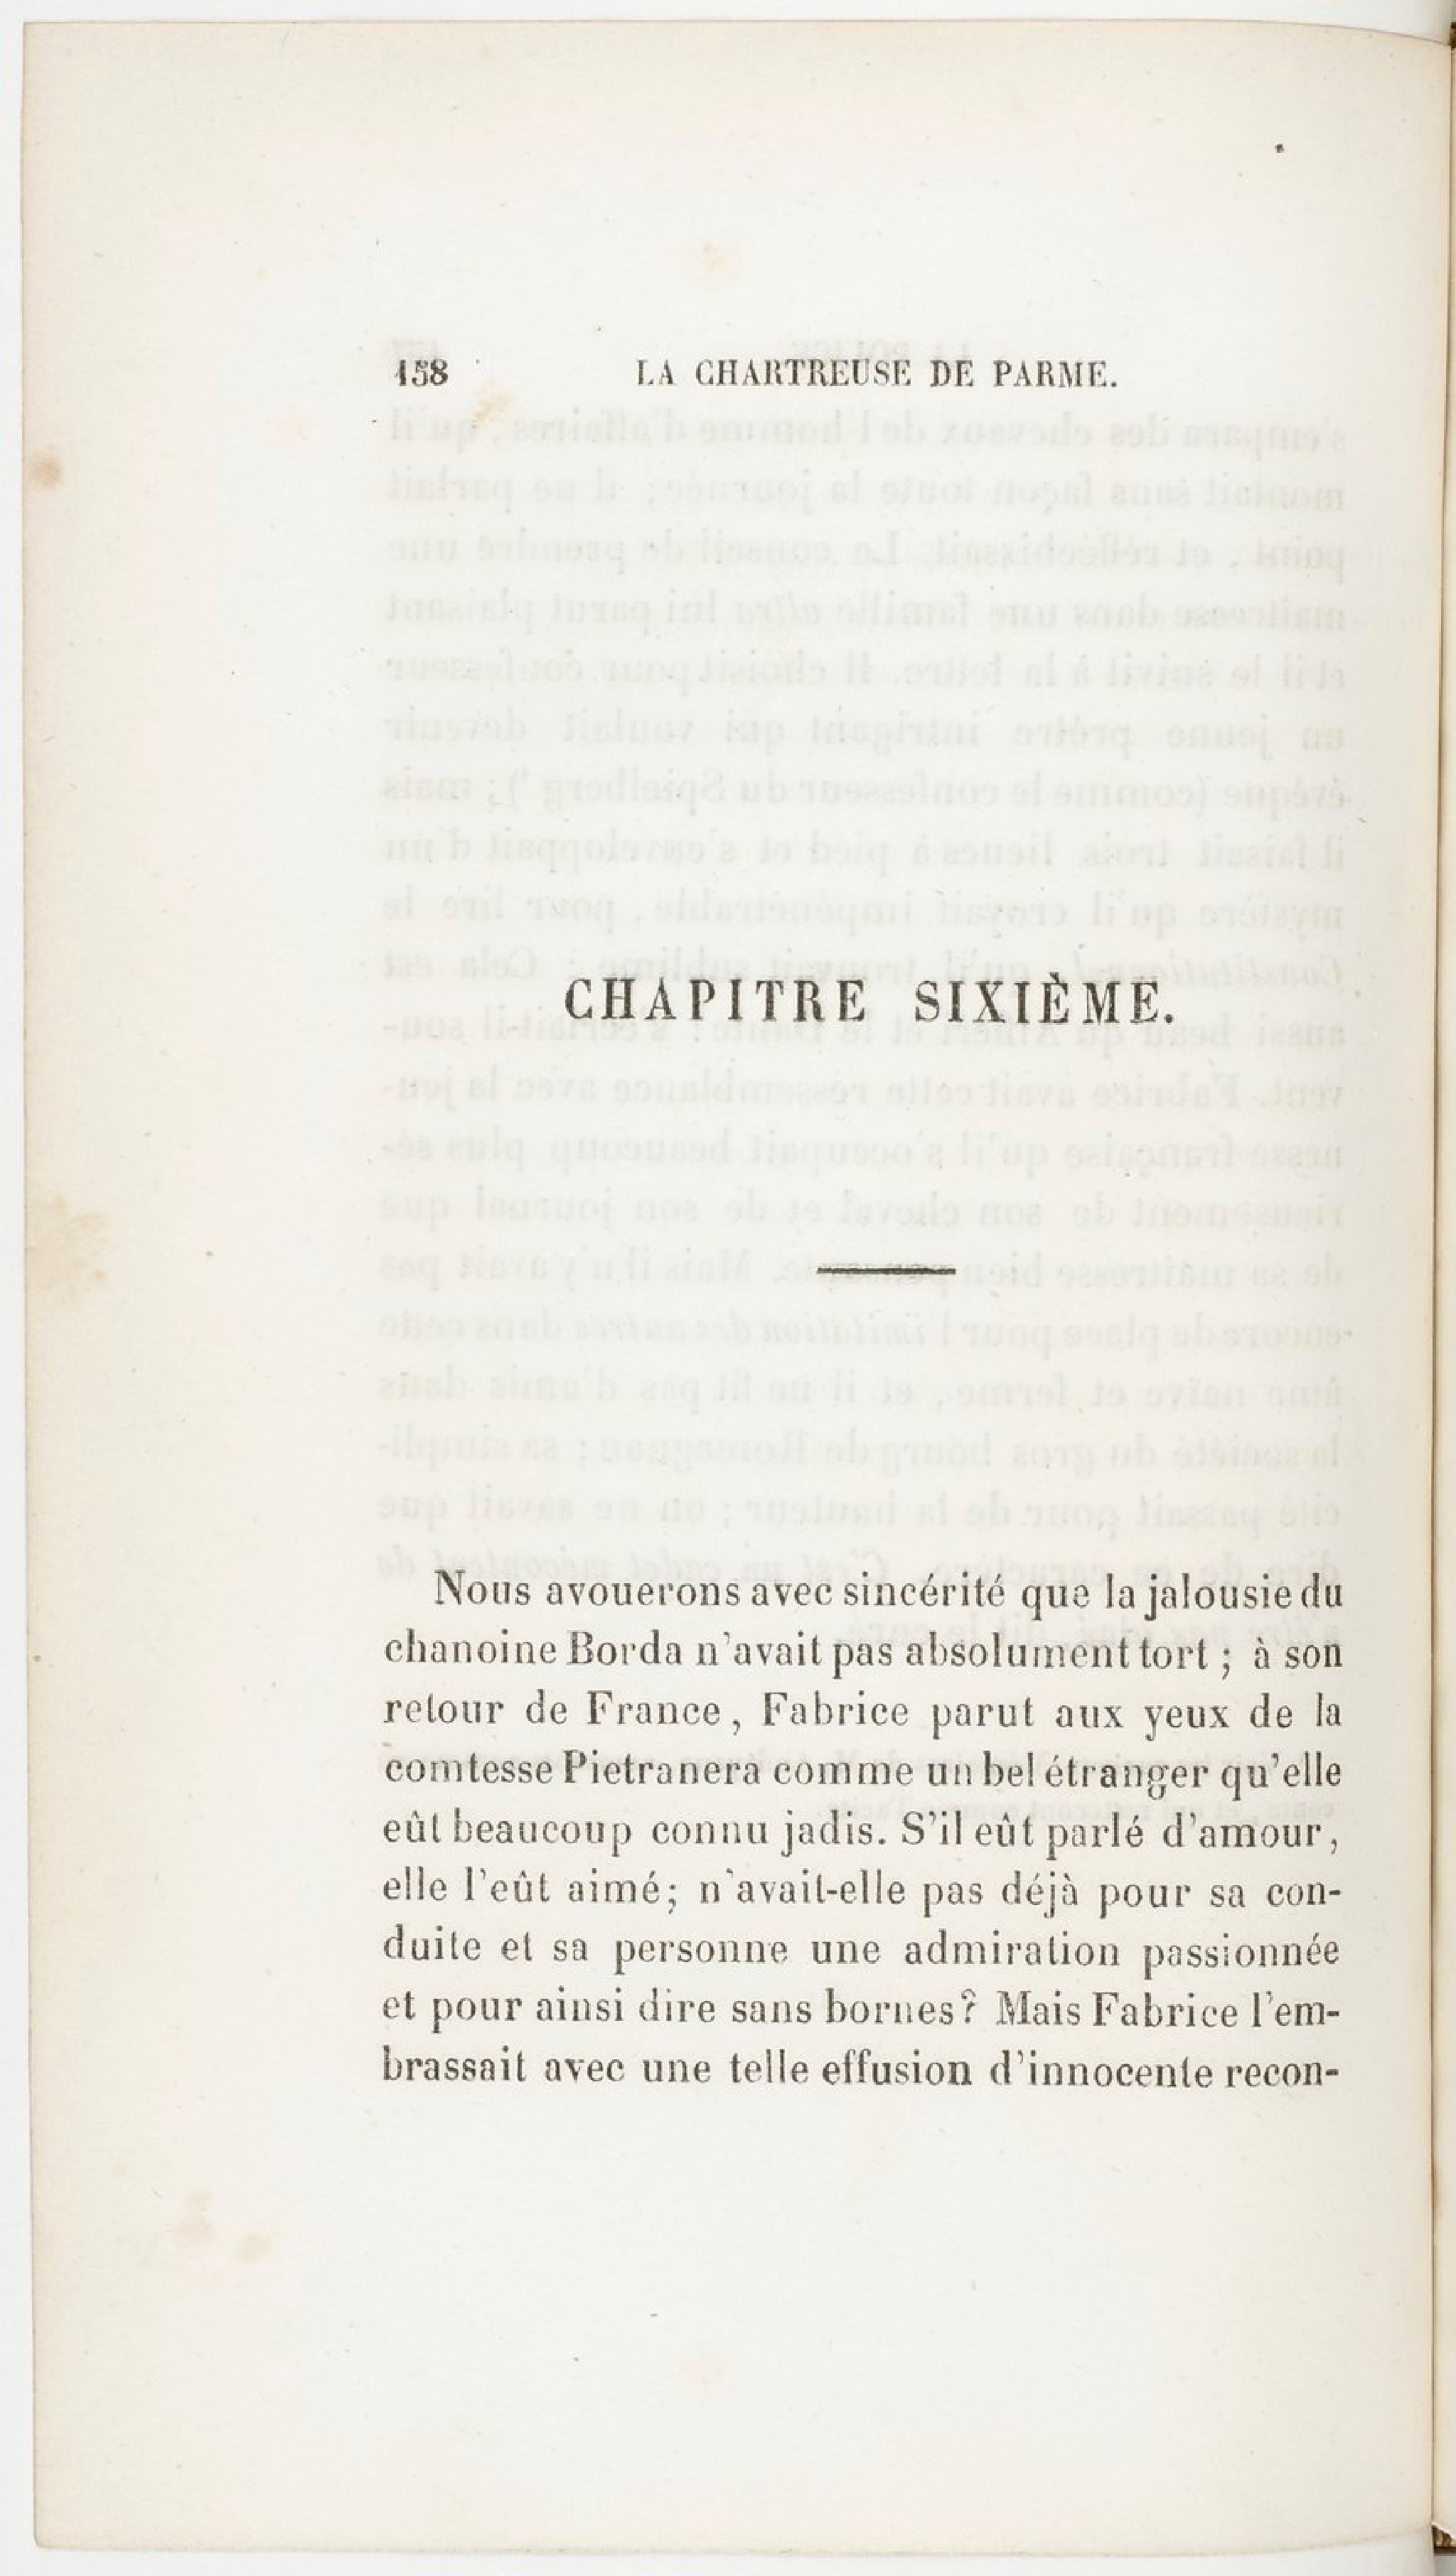 158 LA CHARTREUSE DE PARME.
CHAPITRE SIXIÈME.
Nous avouerons avec sincérité que la jalousie du
chanoine Borda n'avait pas absolument tort ; à son
retour de France, Fabrice parut aux yeux de la
comtesse Pietranera comme un bel étranger qu'elle
eût beaucoup connu jadis. S'il eût parlé d'amour,
elle l'eût aimé; n'avait-elle pas déjà pour sa con-
duite et sa personne une admiration passionnée
et pour ainsi dire sans bornes? Mais Fabrice l'em-
brassait avec une telle effusion d'innocente recon-